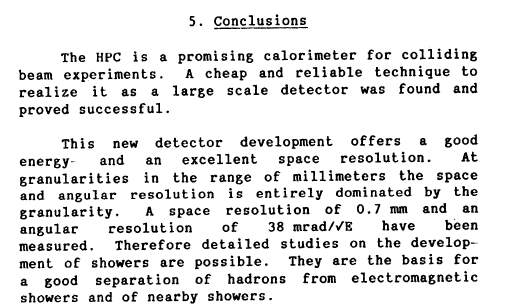 5. Conclusions
The HPC is a promising calorimeter for colliding
beam experiments. A cheap and reliable technique to
realize it as a large scale detector was found and
proved successful.
This new detector development offers a good
energy- and an excellent space resolution. At
granularities in the range of millimeters the space
and angular resolution is entirely dominated by the
granularity. A space resolution of 0.7 mm and an
angular resolution of 38 mrad/√E have been
measured. Therefore detailed studies on the develop-
ment of showers are possible. They are the basis for
a good separation of hadrons from electromagnetic
showers and of nearby showers.